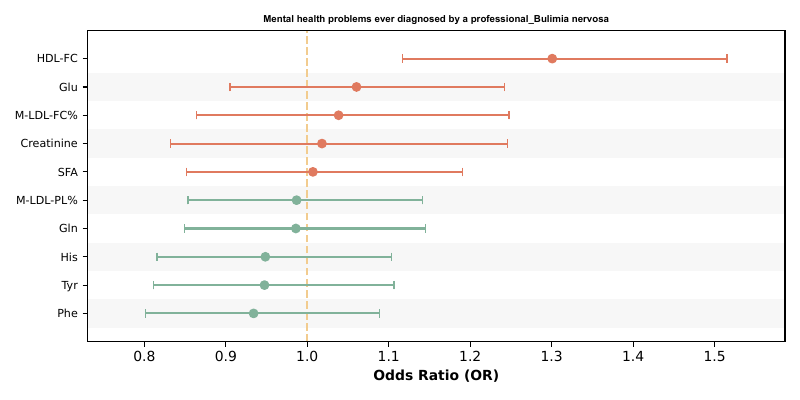 Mental health problems ever diagnosed by a professional_Bulimia nervosa
HDL-FC
Glu
M-LDL-FC%
Creatinine
SFA
M-LDL-PL%
Gln
His
Tyr
Phe
0.8 0.9 1.0 1.1 1.2 1.3 1.4 1.5
Odds Ratio (OR)